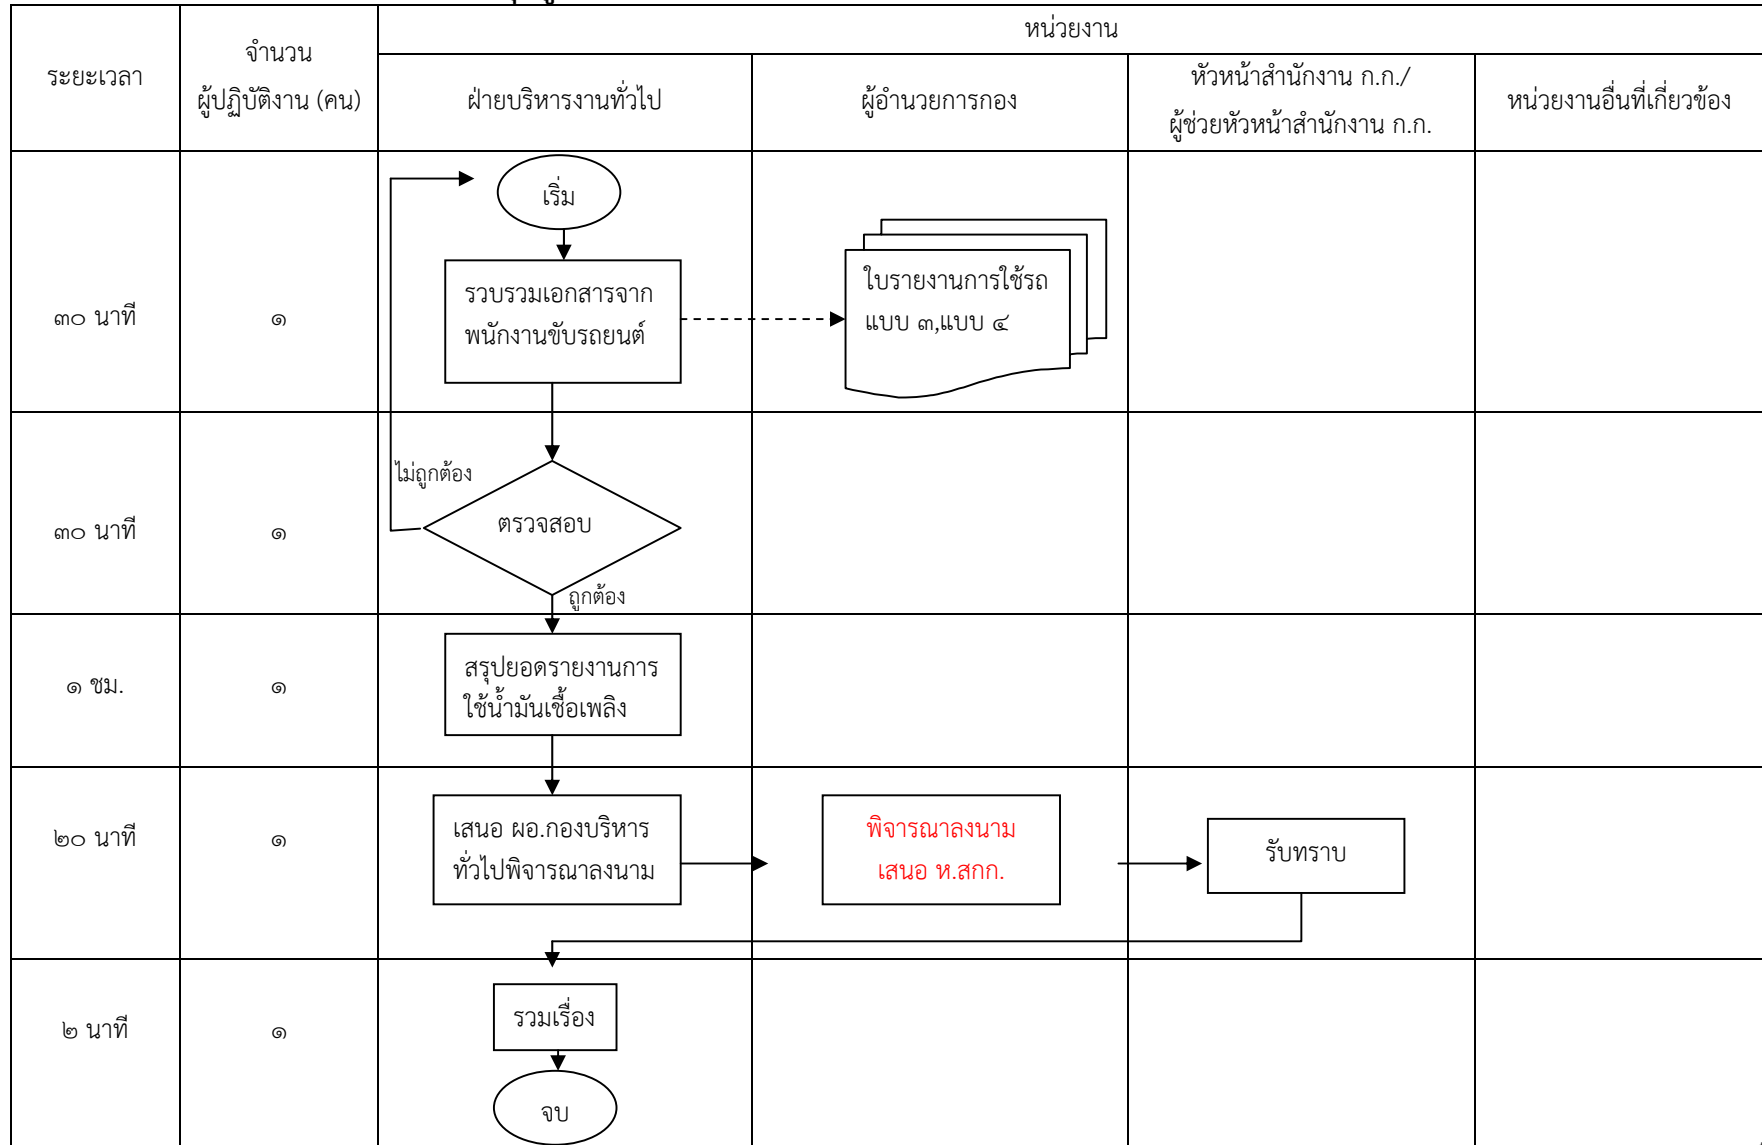 หน่วยงาน
ระยะเวลา
จำนวน
ผู้ปฏิบัติงาน (คน)
ฝ่ายบริหารงานทั่วไป
ผู้อำนวยการกอง
หัวหน้าสำนักงาน ก.ก./
ผู้ช่วยหัวหน้าสำนักงาน ก.ก.
หน่วยงานอื่นที่เกี่ยวข้อง
เริ่ม
๓๐ นาที
๑
รวบรวมเอกสารจาก
พนักงานขับรถยนต์
ใบรายงานการใช้รถ
แบบ ๓,แบบ ๔
ไม่ถูกต้อง
๓๐ นาที
๑
ตรวจสอบ
ถูกต้อง
๑ ชม.
๑
สรุปยอดรายงานการ
ใช้น้ำมันเชื้อเพลิง
๒๐ นาที
๑
เสนอ ผอ.กองบริหาร
ทั่วไปพิจารณาลงนาม
พิจารณาลงนาม
เสนอ ห.สกก.
รับทราบ
๒ นาที
๑
รวมเรื่อง
จบ